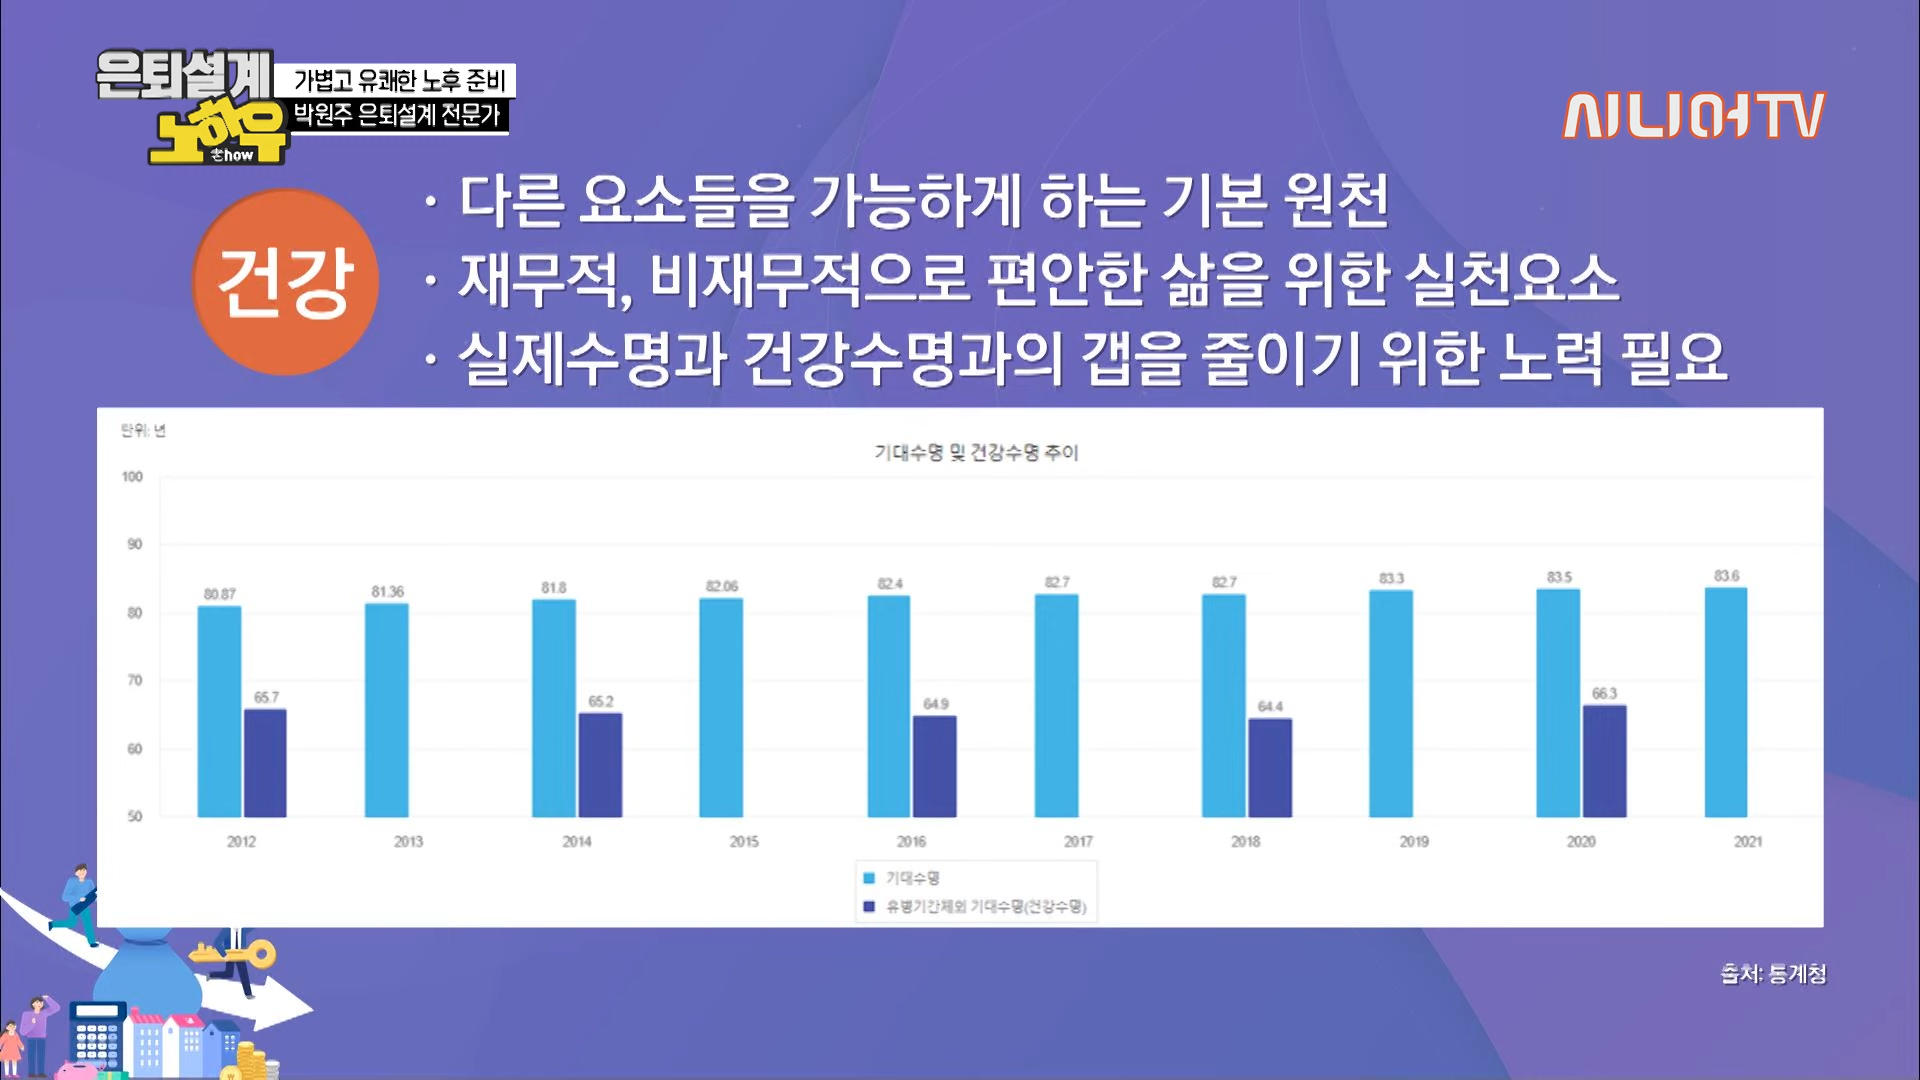 은퇴설계
노하우
老how
가볍고 유쾌한 노후 준비
박원주 은퇴설계 전문가
시니어TV
건강
· 다른 요소들을 가능하게 하는 기본 원천
· 재무적, 비재무적으로 편안한 삶을 위한 실천요소
· 실제수명과 건강수명과의 갭을 줄이기 위한 노력 필요
단위: 년
기대수명 및 건강수명 추이
100
90
80
70
60
50
80.87
65.7
81.36
81.8
65.2
82.06
82.4
64.9
82.7
82.7
64.4
83.3
83.5
66.3
83.6
2012
2013
2014
2015
2016
2017
2018
2019
2020
2021
기대수명
유병기간제외 기대수명(건강수명)
출처: 통계청